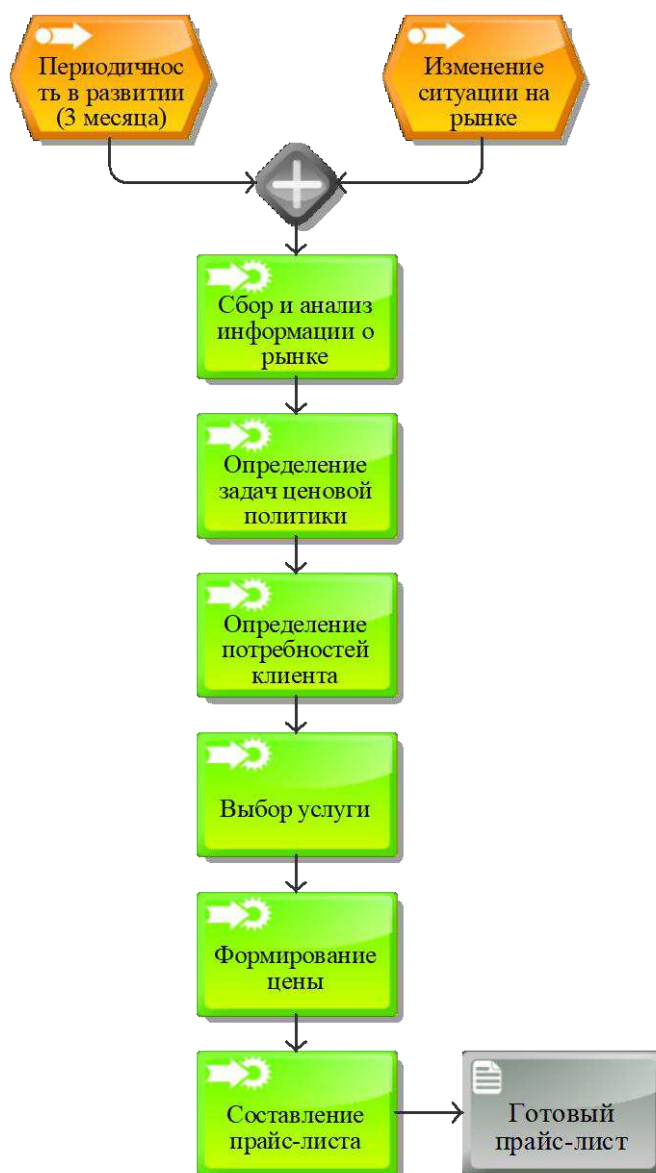 Периодичнос
ть в развитии
(3 месяца)
Изменение
ситуации на
рынке
Сбор и анализ
информации о
рынке
Определение
задач ценовой
политики
Определение
потребностей
клиента
Выбор услуги
Формирование
цены
Составление
прайс-листа
Готовый
прайс-лист